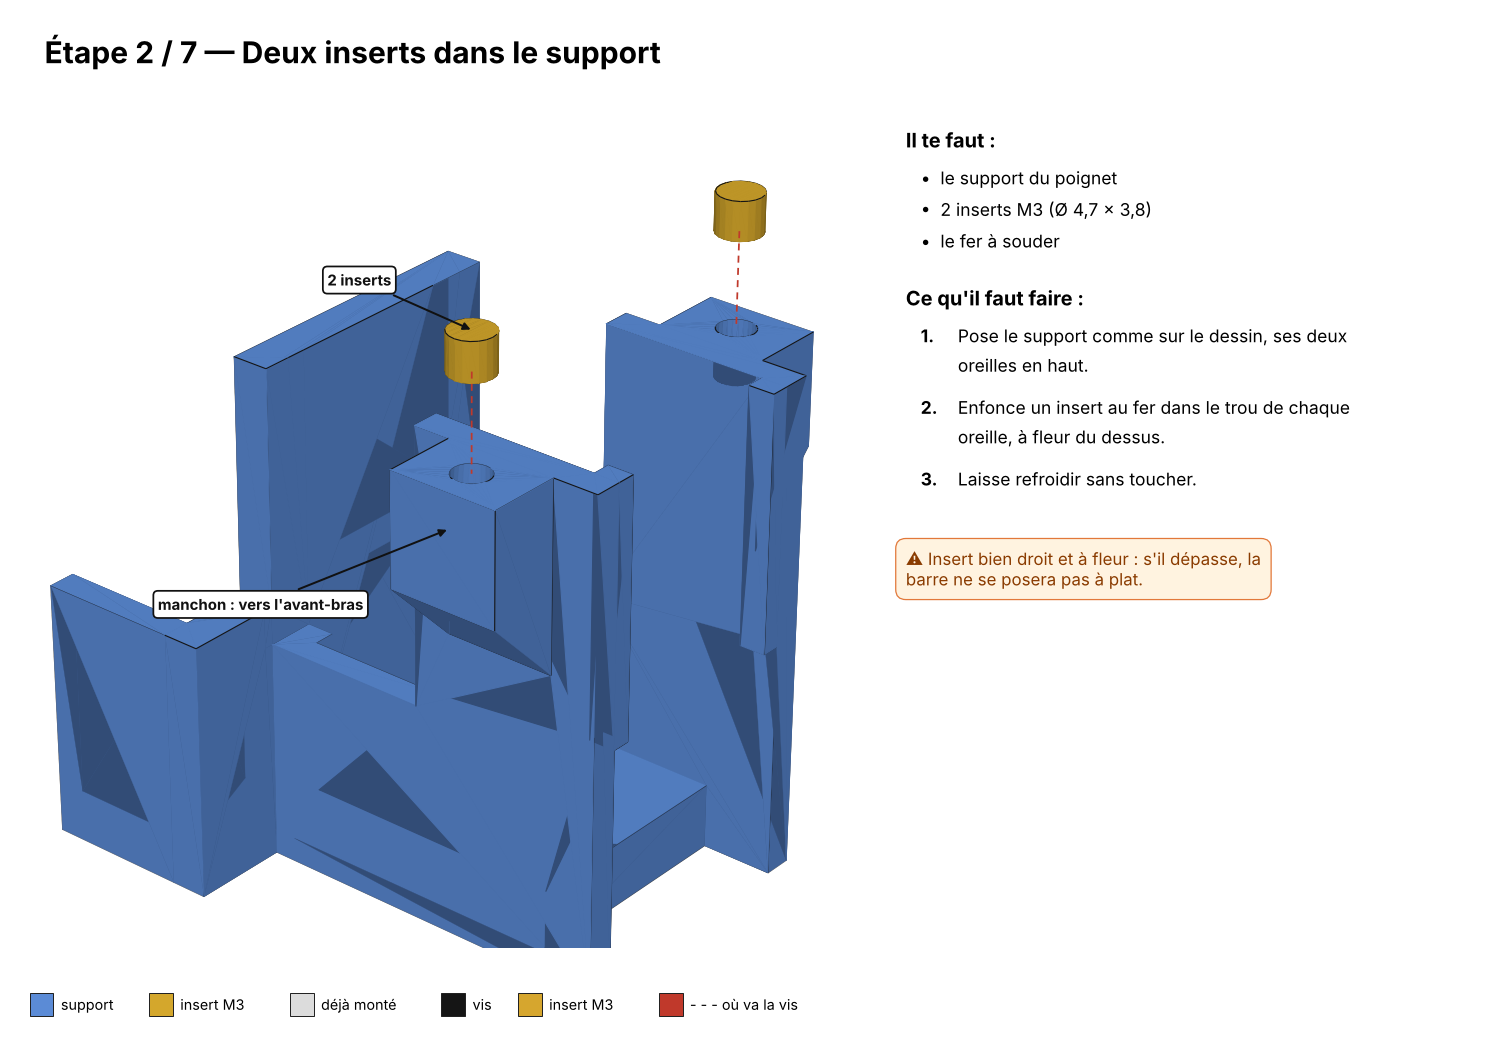 Étape 2 / 7 — Deux inserts dans le support
Il te faut :
• le support du poignet
• 2 inserts M3 (Ø 4,7 × 3,8)
• le fer à souder
Ce qu'il faut faire :
1. Pose le support comme sur le dessin, ses deux
oreilles en haut.
2. Enfonce un insert au fer dans le trou de chaque
oreille, à fleur du dessus.
3. Laisse refroidir sans toucher.
⚠ Insert bien droit et à fleur : s'il dépasse, la
barre ne se posera pas à plat.
2 inserts
manchon : vers l'avant-bras
support
insert M3
déjà monté
vis
insert M3
- - - où va la vis